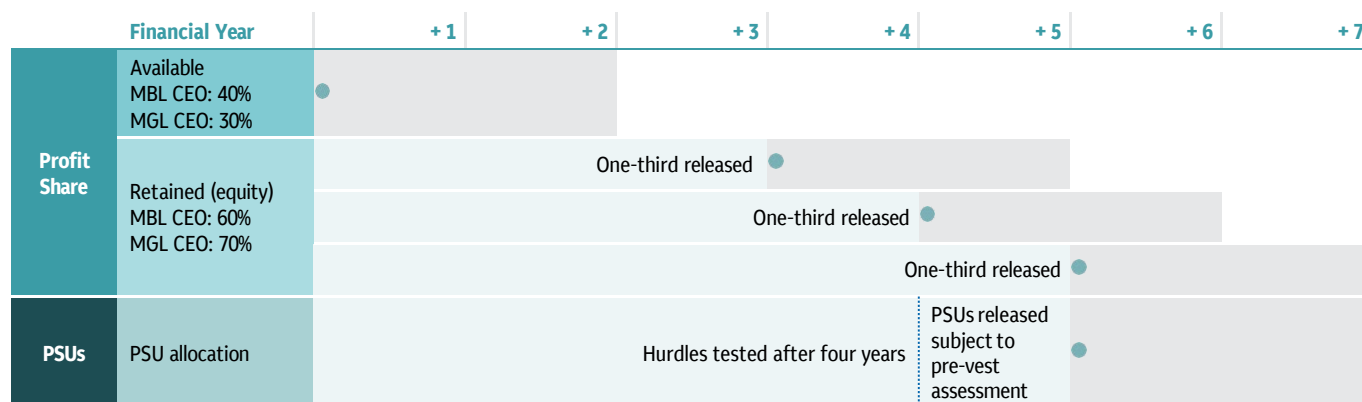 Financial Year + 1 + 2 + 3 + 4 + 5 + 6 + 7
Profit
Share
Available
MBL CEO: 40%
MGL CEO: 30%
Retained (equity)
MBL CEO: 60%
MGL CEO: 70%
One-third released
One-third released
One-third released
PSUs
PSU allocation
Hurdles tested after four years
PSUs released
subject to
pre-vest
assessment